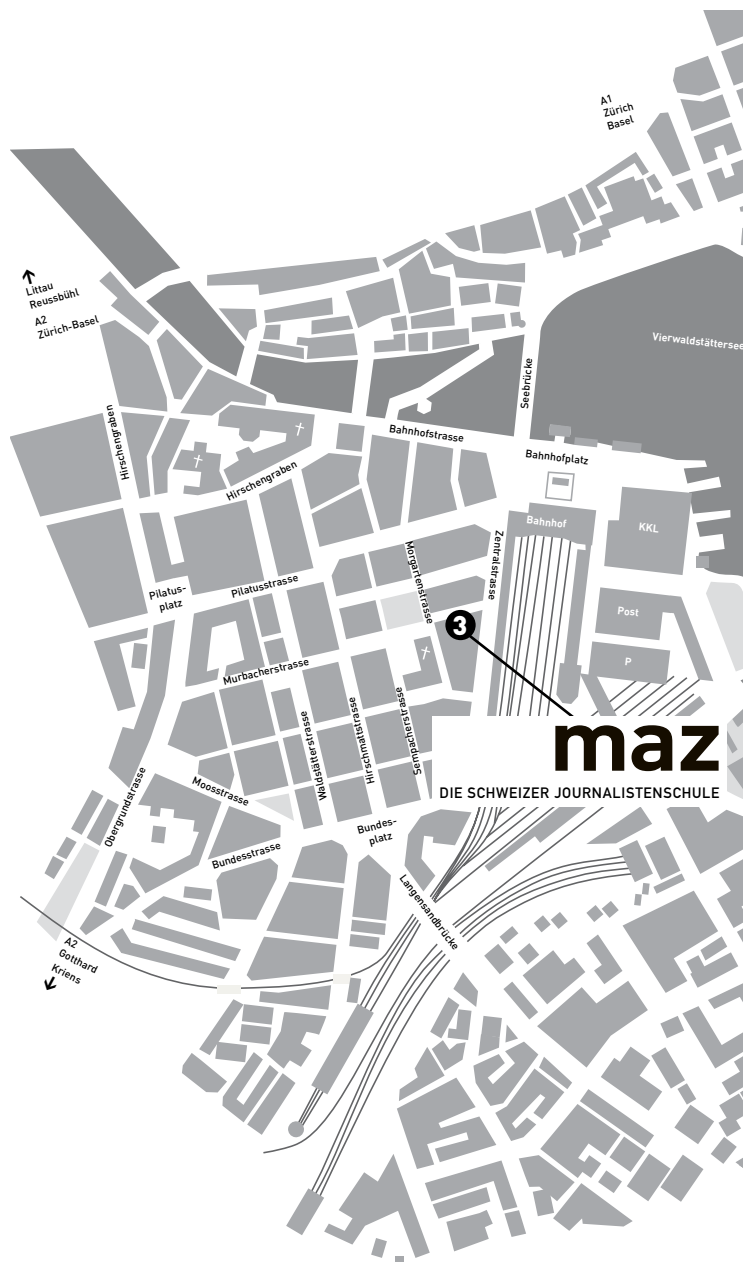 A1
Zürich
Basel
Littau
Reussbühl
A2
Zürich-Basel
Vierwaldstättersee
Seebrücke
Hirschengraben
Bahnhofstrasse
Bahnhofplatz
Hirschengraben
Bahnhof
KKL
Zentralstrasse
Morgartenstrasse
Pilatusstrasse
Pilatus-
platz
Post
3
P
Murbacherstrasse
Sempacherstrasse
Hirschmattstrasse
Waldstätterstrasse
maz
DIE SCHWEIZER JOURNALISTENSCHULE
Moosstrasse
Obergrundstrasse
Bundes-
platz
Bundesstrasse
Langensandbrücke
A2
Gotthard
Kriens